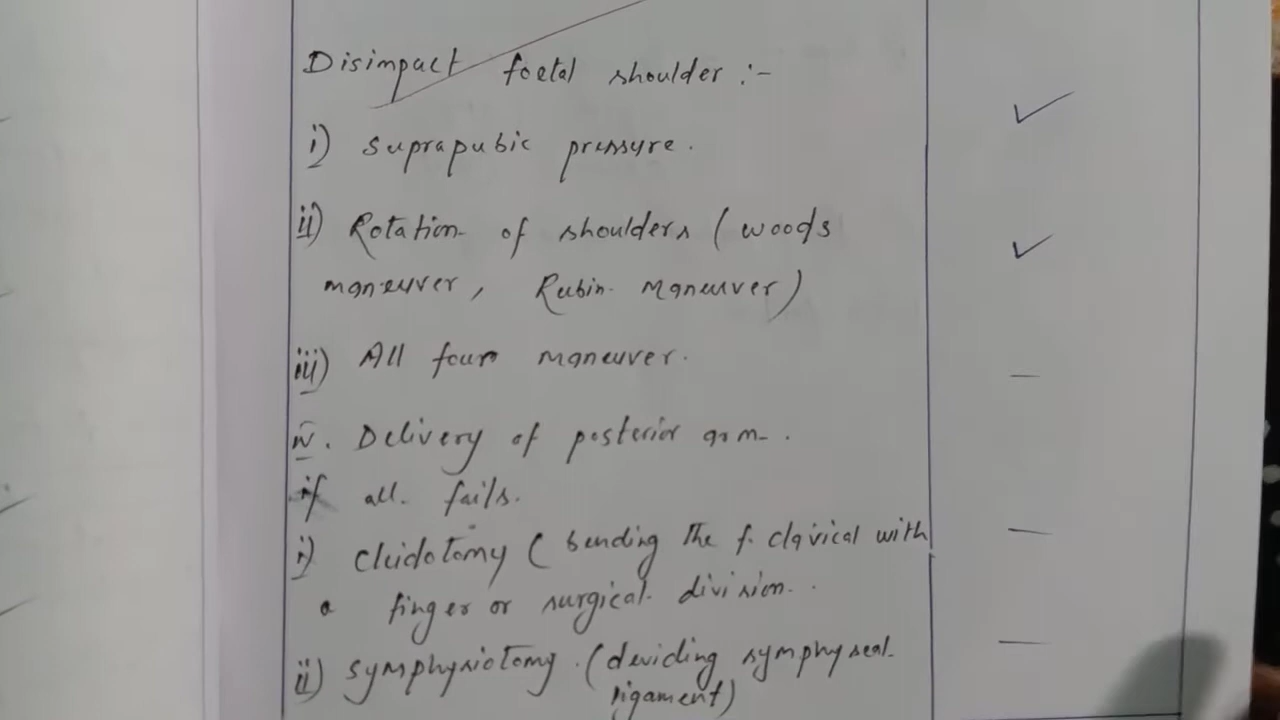 Disimpact foetal shoulder :-
i) suprapubic pressure.
ii) Rotation of shoulders (woods
maneuver, Rubin maneuver)
iii) All four maneuver.
iv. Delivery of posterior arm.
if all fails.
i) Cleidotomy (bending the f. clavical with
a finger or surgical division.
ii) symphysiotomy. (deviding symphyseal
ligament)